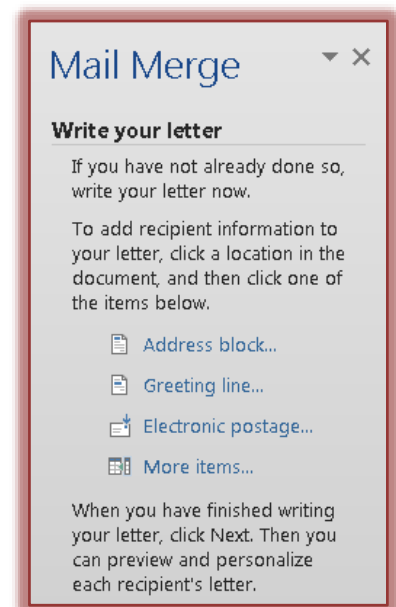 Mail Merge
Write your letter
If you have not already done so,
write your letter now.
To add recipient information to
your letter, click a location in the
document, and then click one of
the items below.
Address block...
Greeting line...
Electronic postage...
More items...
When you have finished writing
your letter, click Next. Then you
can preview and personalize
each recipient's letter.